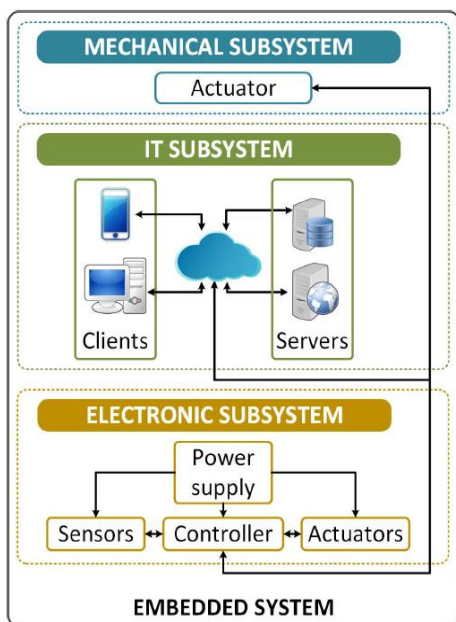 MECHANICAL SUBSYSTEM
Actuator
IT SUBSYSTEM
Clients
Servers
ELECTRONIC SUBSYSTEM
Power
supply
Sensors
Controller
Actuators
EMBEDDED SYSTEM